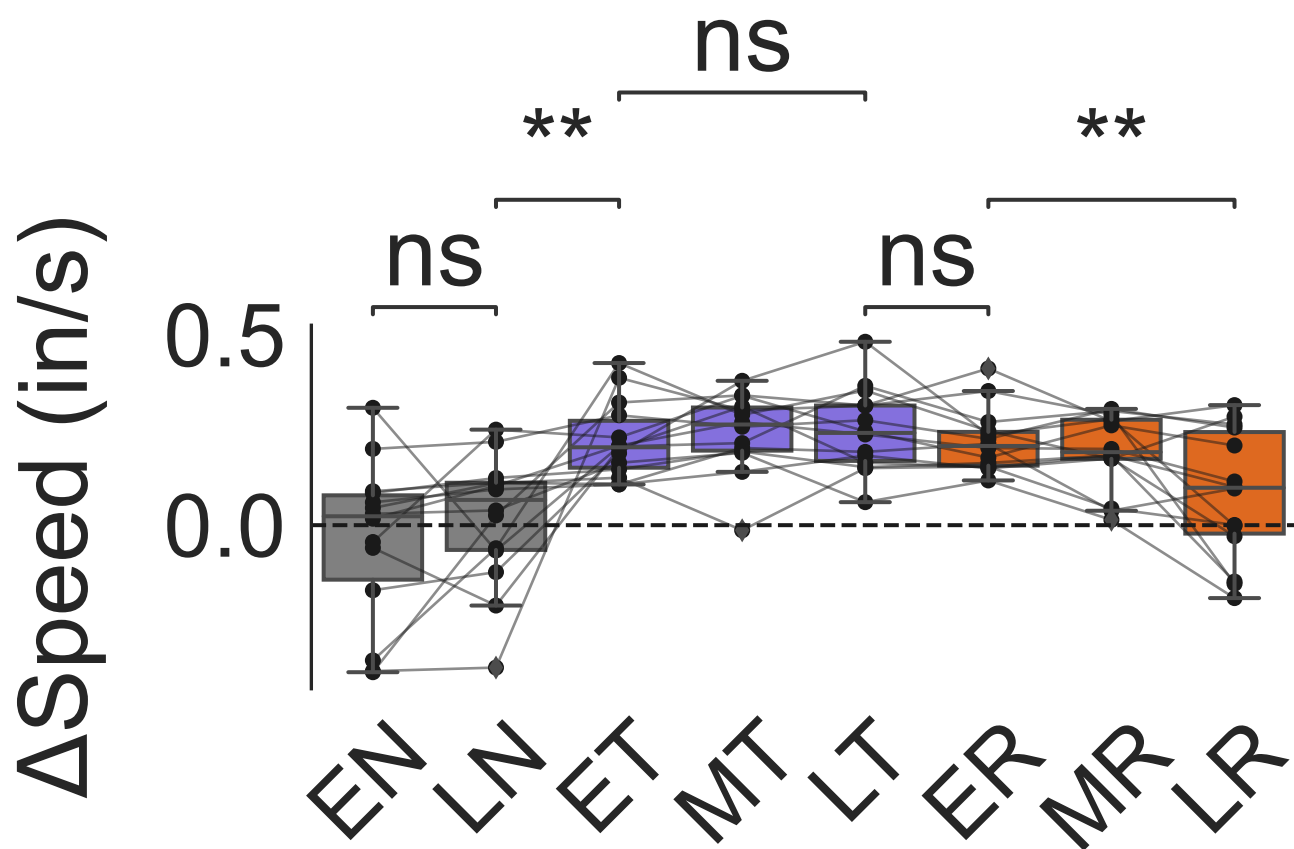 ns
**
**
ns
ns
0.5
0.0
ΔSpeed (in/s)
EN
LN
ET
MT
LT
ER
MR
LR